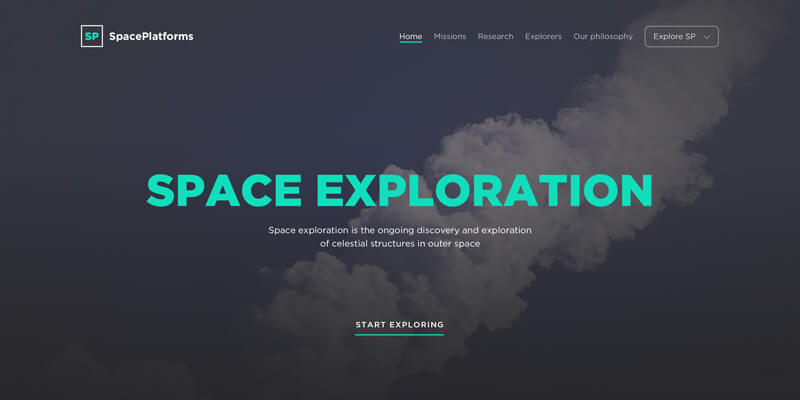 SP SpacePlatforms
Home Missions Research Explorers Our philosophy Explore SP
SPACE EXPLORATION
Space exploration is the ongoing discovery and exploration
of celestial structures in outer space
START EXPLORING